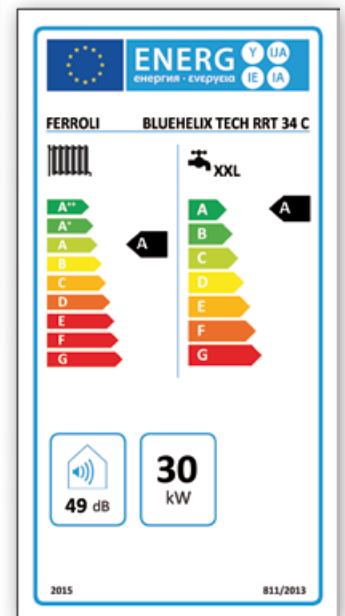 ENERG Y IJA
енергия · ενεργεια IE IA
FERROLI BLUEHELIX TECH RRT 34 C
XXL
A++
A+
A
B
C
D
E
F
G
A
A
B
C
D
E
F
G
A
49 dB
30
kW
2015 811/2013